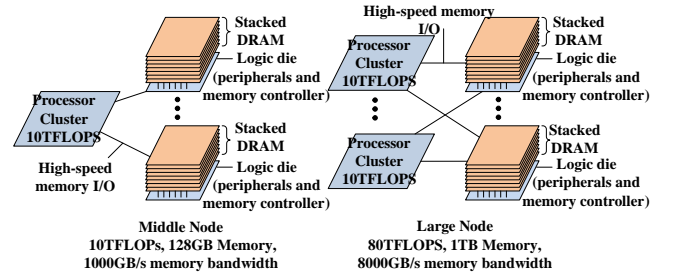 Stacked
DRAM
Logic die
(peripherals and
memory controller)
Processor
Cluster
10TFLOPS
Stacked
DRAM
High-speed
memory I/O
Logic die
(peripherals and
memory controller)
Middle Node
10TFLOPs, 128GB Memory,
1000GB/s memory bandwidth
High-speed memory
I/O
Processor
Cluster
10TFLOPS
Stacked
DRAM
Logic die
(peripherals and
memory controller)
Processor
Cluster
10TFLOPS
Stacked
DRAM
Logic die
(peripherals and
memory controller)
Large Node
80TFLOPS, 1TB Memory,
8000GB/s memory bandwidth